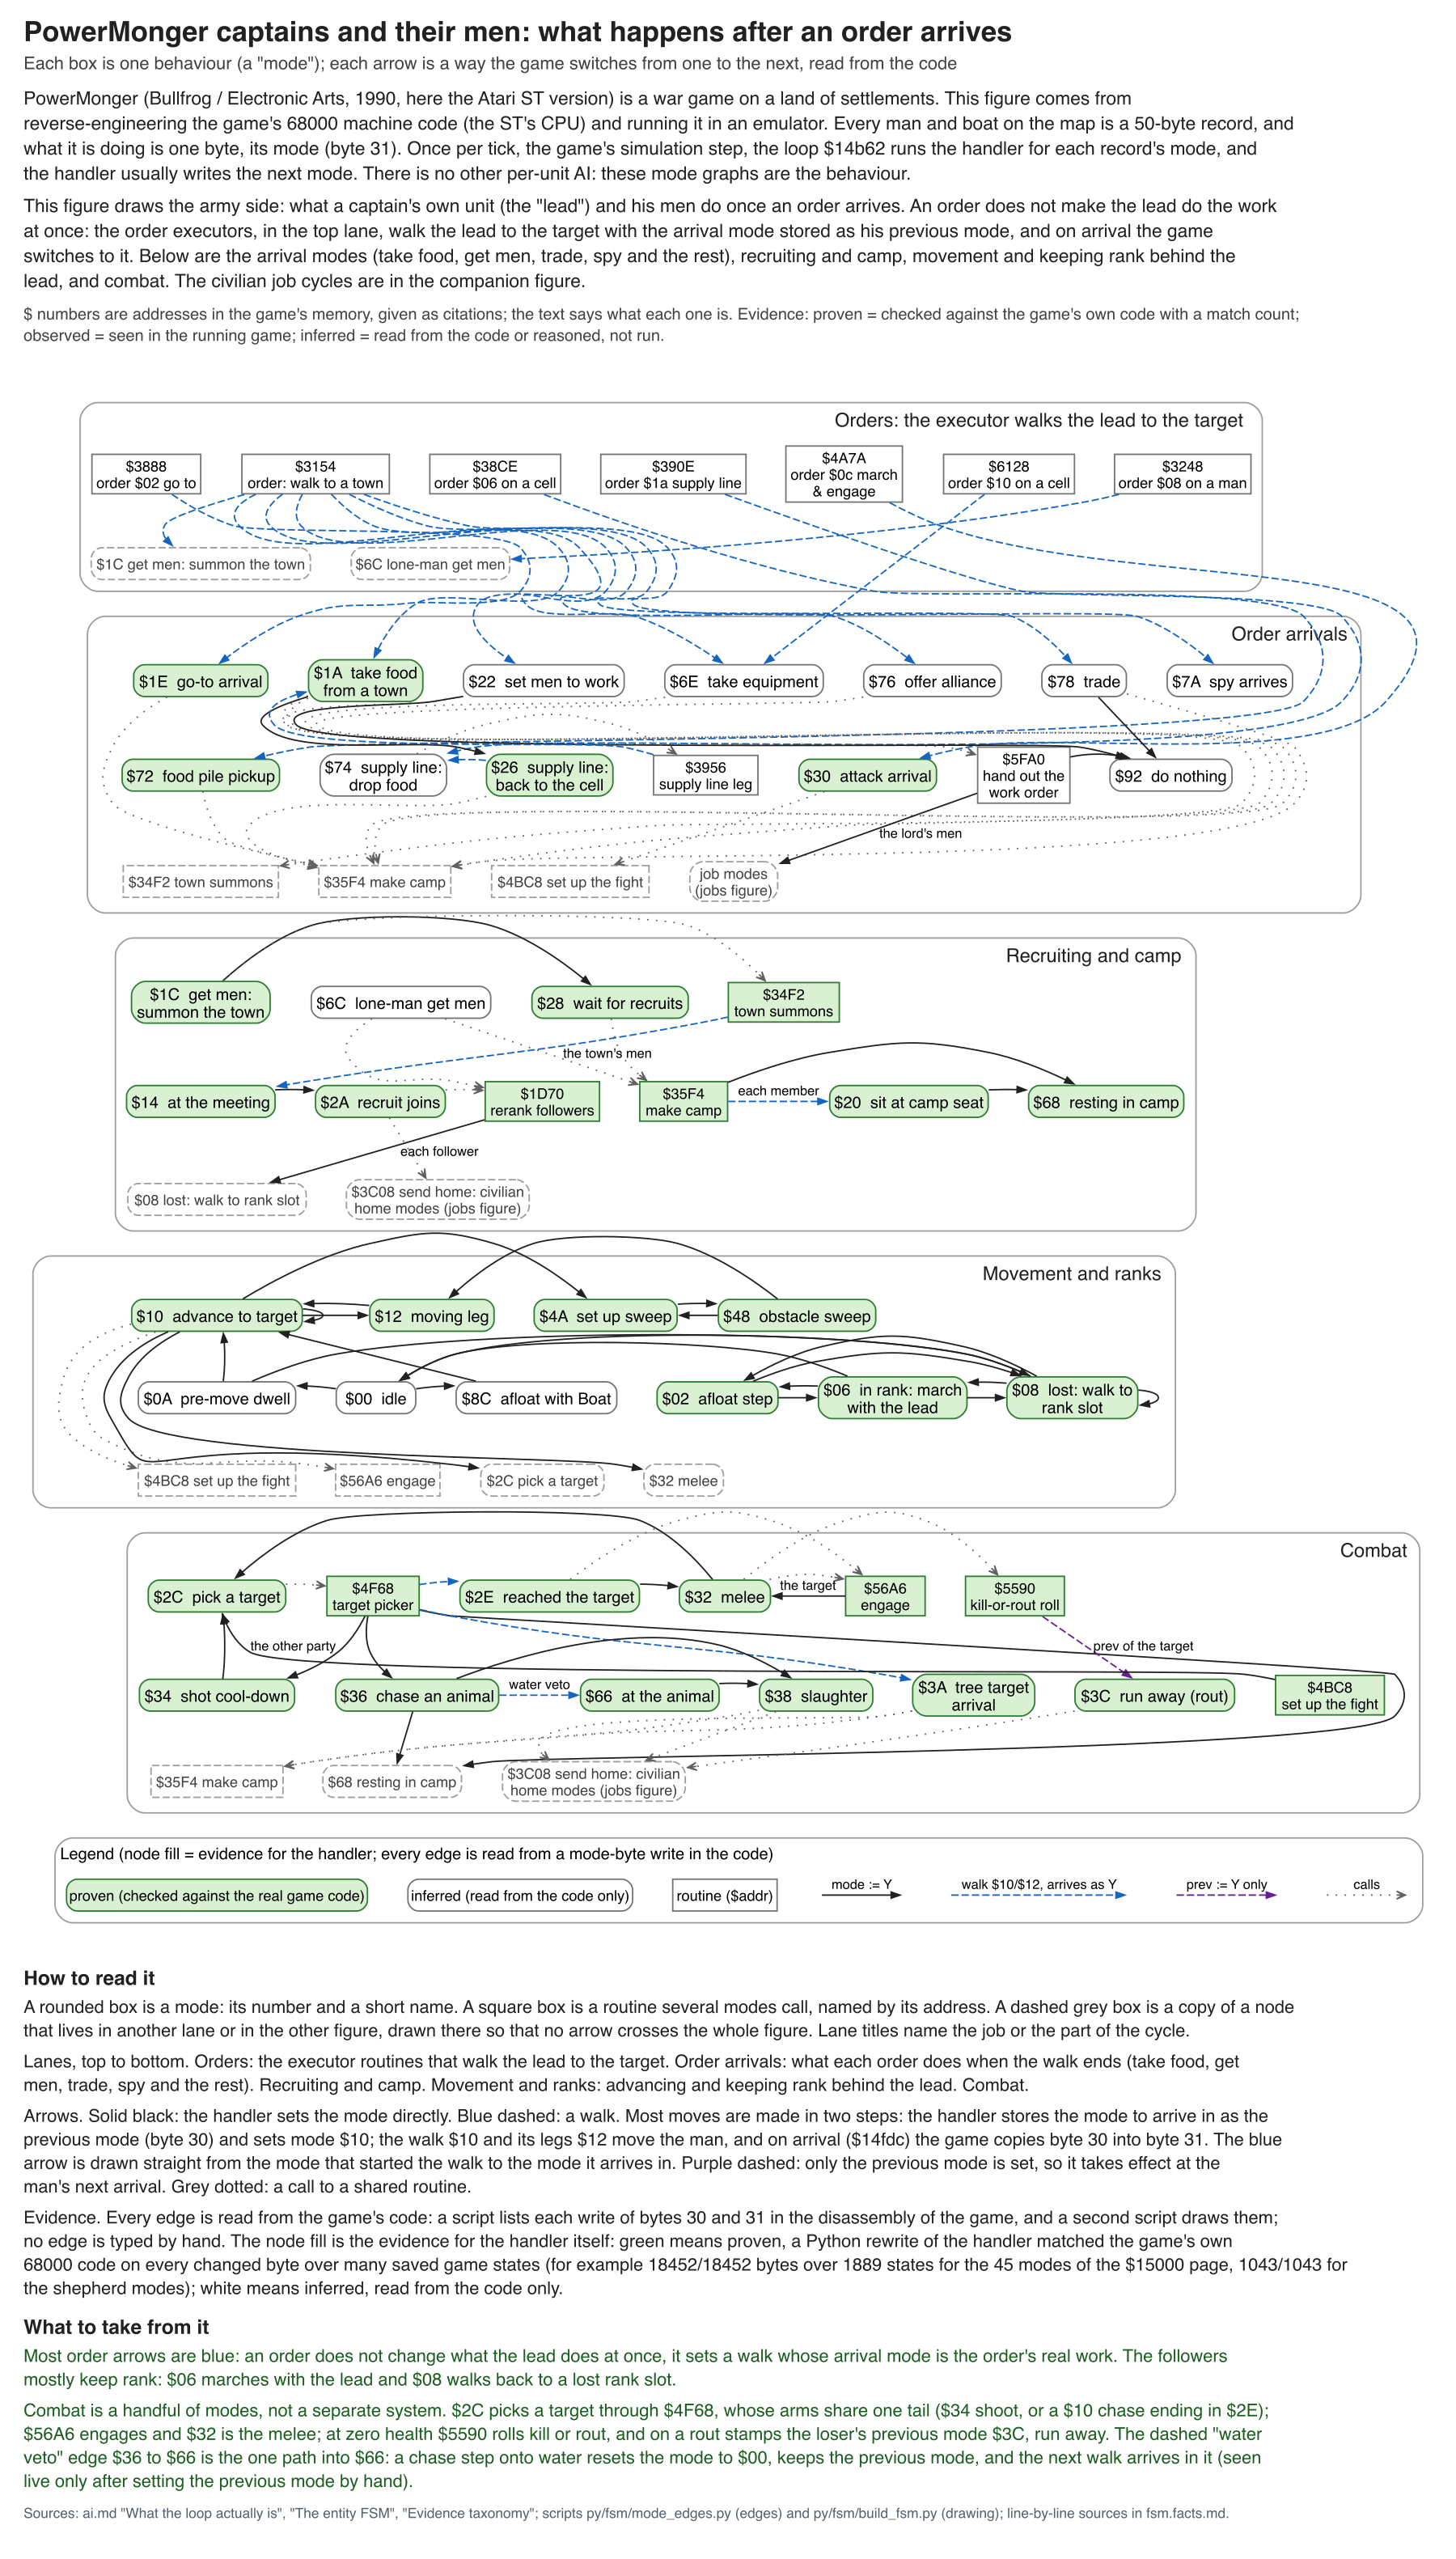 PowerMonger captains and their men: what happens after an order arrives
Each box is one behaviour (a "mode"); each arrow is a way the game switches from one to the next, read from the code
PowerMonger (Bullfrog / Electronic Arts, 1990, here the Atari ST version) is a war game on a land of settlements. This figure comes from
reverse-engineering the game's 68000 machine code (the ST's CPU) and running it in an emulator. Every man and boat on the map is a 50-byte record, and
what it is doing is one byte, its mode (byte 31). Once per tick, the game's simulation step, the loop $14b62 runs the handler for each record's mode, and
the handler usually writes the next mode. There is no other per-unit AI: these mode graphs are the behaviour.
This figure draws the army side: what a captain's own unit (the "lead") and his men do once an order arrives. An order does not make the lead do the work
at once: the order executors, in the top lane, walk the lead to the target with the arrival mode stored as his previous mode, and on arrival the game
switches to it. Below are the arrival modes (take food, get men, trade, spy and the rest), recruiting and camp, movement and keeping rank behind the
lead, and combat. The civilian job cycles are in the companion figure.
$ numbers are addresses in the game's memory, given as citations; the text says what each one is. Evidence: proven = checked against the game's own code with a match count;
observed = seen in the running game; inferred = read from the code or reasoned, not run.
Orders: the executor walks the lead to the target
$3888
order $02 go to
$3154
order: walk to a town
$38CE
order $06 on a cell
$390E
order $1a supply line
$4A7A
order $0c march
& engage
$6128
order $10 on a cell
$3248
order $08 on a man
$1C get men: summon the town
$6C lone-man get men
Order arrivals
$1E go-to arrival
$1A take food
from a town
$22 set men to work
$6E take equipment
$76 offer alliance
$78 trade
$7A spy arrives
$72 food pile pickup
$74 supply line:
drop food
$26 supply line:
back to the cell
$3956
supply line leg
$30 attack arrival
$5FA0
hand out the
work order
$92 do nothing
the lord's men
$34F2 town summons
$35F4 make camp
$4BC8 set up the fight
job modes
(jobs figure)
Recruiting and camp
$1C get men:
summon the town
$6C lone-man get men
$28 wait for recruits
$34F2
town summons
the town's men
$14 at the meeting
$2A recruit joins
$1D70
rerank followers
$35F4
make camp
each member
$20 sit at camp seat
$68 resting in camp
each follower
$08 lost: walk to rank slot
$3C08 send home: civilian
home modes (jobs figure)
Movement and ranks
$10 advance to target
$12 moving leg
$4A set up sweep
$48 obstacle sweep
$0A pre-move dwell
$00 idle
$8C afloat with Boat
$02 afloat step
$06 in rank: march
with the lead
$08 lost: walk to
rank slot
$4BC8 set up the fight
$56A6 engage
$2C pick a target
$32 melee
Combat
$2C pick a target
$4F68
target picker
$2E reached the target
$32 melee
the target
$56A6
engage
$5590
kill-or-rout roll
the other party
prev of the target
$34 shot cool-down
$36 chase an animal
water veto
$66 at the animal
$38 slaughter
$3A tree target
arrival
$3C run away (rout)
$4BC8
set up the fight
$35F4 make camp
$68 resting in camp
$3C08 send home: civilian
home modes (jobs figure)
Legend (node fill = evidence for the handler; every edge is read from a mode-byte write in the code)
proven (checked against the real game code)
inferred (read from the code only)
routine ($addr)
mode := Y
walk $10/$12, arrives as Y
prev := Y only
calls
How to read it
A rounded box is a mode: its number and a short name. A square box is a routine several modes call, named by its address. A dashed grey box is a copy of a node
that lives in another lane or in the other figure, drawn there so that no arrow crosses the whole figure. Lane titles name the job or the part of the cycle.
Lanes, top to bottom. Orders: the executor routines that walk the lead to the target. Order arrivals: what each order does when the walk ends (take food, get
men, trade, spy and the rest). Recruiting and camp. Movement and ranks: advancing and keeping rank behind the lead. Combat.
Arrows. Solid black: the handler sets the mode directly. Blue dashed: a walk. Most moves are made in two steps: the handler stores the mode to arrive in as the
previous mode (byte 30) and sets mode $10; the walk $10 and its legs $12 move the man, and on arrival ($14fdc) the game copies byte 30 into byte 31. The blue
arrow is drawn straight from the mode that started the walk to the mode it arrives in. Purple dashed: only the previous mode is set, so it takes effect at the
man's next arrival. Grey dotted: a call to a shared routine.
Evidence. Every edge is read from the game's code: a script lists each write of bytes 30 and 31 in the disassembly of the game, and a second script draws them;
no edge is typed by hand. The node fill is the evidence for the handler itself: green means proven, a Python rewrite of the handler matched the game's own
68000 code on every changed byte over many saved game states (for example 18452/18452 bytes over 1889 states for the 45 modes of the $15000 page, 1043/1043 for
the shepherd modes); white means inferred, read from the code only.
What to take from it
Most order arrows are blue: an order does not change what the lead does at once, it sets a walk whose arrival mode is the order's real work. The followers
mostly keep rank: $06 marches with the lead and $08 walks back to a lost rank slot.
Combat is a handful of modes, not a separate system. $2C picks a target through $4F68, whose arms share one tail ($34 shoot, or a $10 chase ending in $2E);
$56A6 engages and $32 is the melee; at zero health $5590 rolls kill or rout, and on a rout stamps the loser's previous mode $3C, run away. The dashed "water
veto" edge $36 to $66 is the one path into $66: a chase step onto water resets the mode to $00, keeps the previous mode, and the next walk arrives in it (seen
live only after setting the previous mode by hand).
Sources: ai.md "What the loop actually is", "The entity FSM", "Evidence taxonomy"; scripts py/fsm/mode_edges.py (edges) and py/fsm/build_fsm.py (drawing); line-by-line sources in fsm.facts.md.